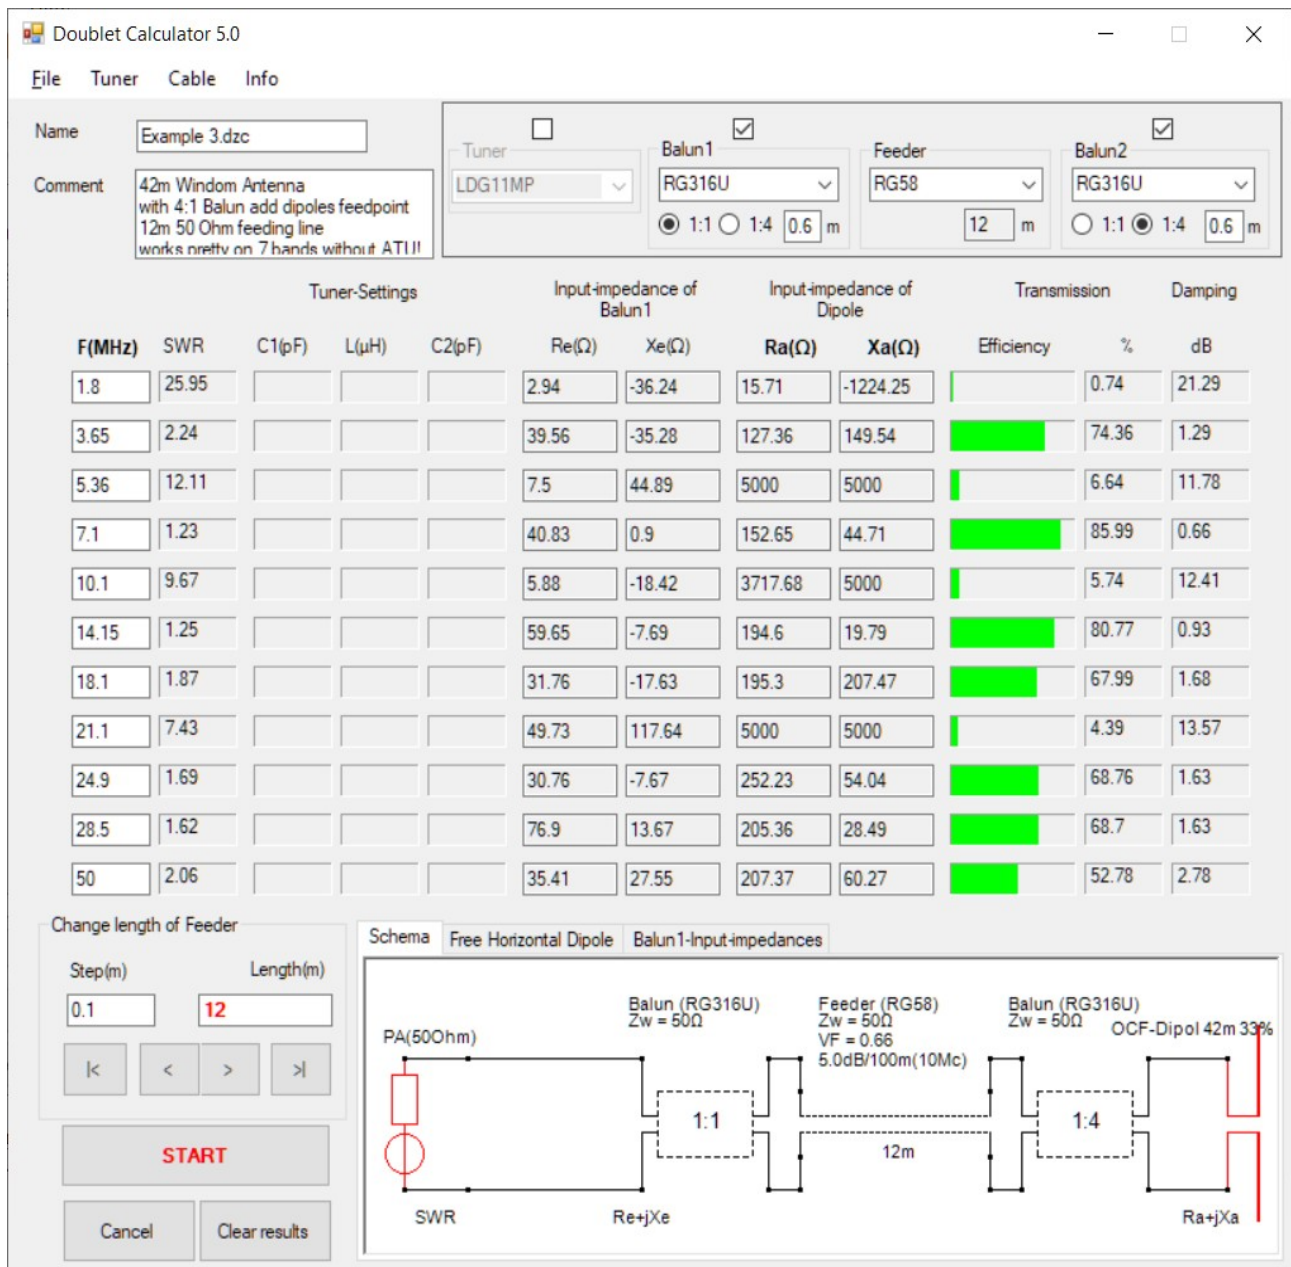 Doublet Calculator 5.0
File Tuner Cable Info
Name Example 3.dzc
Comment 42m Windom Antenna
with 4:1 Balun add dipoles feedpoint
12m 50 Ohm feeding line
works pretty on 7 bands without ATU!
Tuner Balun1 Feeder Balun2
LDG11MP RG316U RG58 RG316U
1:1 1:4 0.6 m 12 m 1:1 1:4 0.6 m
Tuner-Settings Input-impedance of Input-impedance of Transmission Damping
Balun1 Dipole
F(MHz) SWR C1(pF) L(µH) C2(pF) Re(Ω) Xe(Ω) Ra(Ω) Xa(Ω) Efficiency % dB
1.8 25.95 2.94 -36.24 15.71 -1224.25 0.74 21.29
3.65 2.24 39.56 -35.28 127.36 149.54 74.36 1.29
5.36 12.11 7.5 44.89 5000 5000 6.64 11.78
7.1 1.23 40.83 0.9 152.65 44.71 85.99 0.66
10.1 9.67 5.88 -18.42 3717.68 5000 5.74 12.41
14.15 1.25 59.65 -7.69 194.6 19.79 80.77 0.93
18.1 1.87 31.76 -17.63 195.3 207.47 67.99 1.68
21.1 7.43 49.73 117.64 5000 5000 4.39 13.57
24.9 1.69 30.76 -7.67 252.23 54.04 68.76 1.63
28.5 1.62 76.9 13.67 205.36 28.49 68.7 1.63
50 2.06 35.41 27.55 207.37 60.27 52.78 2.78
Change length of Feeder
Step(m) Length(m)
0.1 12
|< < > >|
START
Cancel Clear results
Schema Free Horizontal Dipole Balun1-Input-impedances
PA(50Ohm)
Balun (RG316U)
Zw = 50Ω
Feeder (RG58)
Zw = 50Ω
VF = 0.66
5.0dB/100m(10Mc)
Balun (RG316U)
Zw = 50Ω
OCF-Dipol 42m 33%
1:1 1:4
12m
SWR Re+jXe Ra+jXa